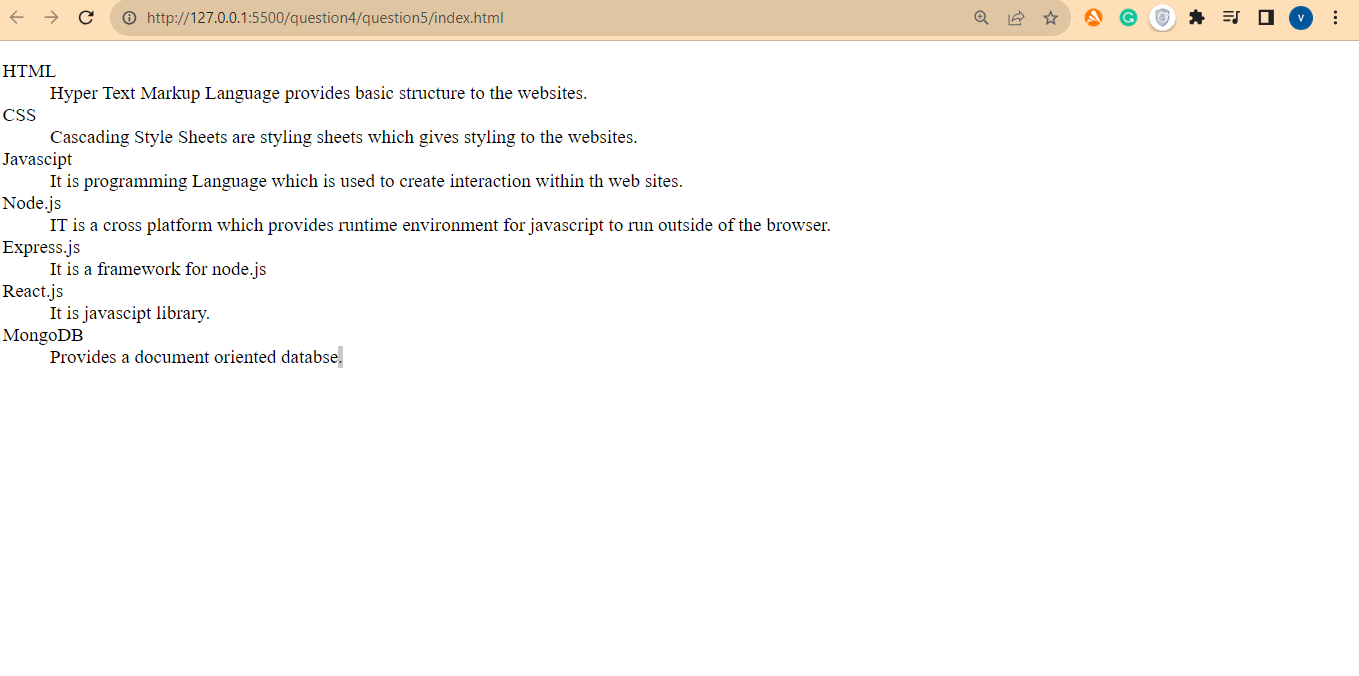 http://127.0.0.1:5500/question4/question5/index.html
V
HTML
Hyper Text Markup Language provides basic structure to the websites.
CSS
Cascading Style Sheets are styling sheets which gives styling to the websites.
Javascipt
It is programming Language which is used to create interaction within th web sites.
Node.js
IT is a cross platform which provides runtime environment for javascript to run outside of the browser.
Express.js
It is a framework for node.js
React.js
It is javascipt library.
MongoDB
Provides a document oriented databse.